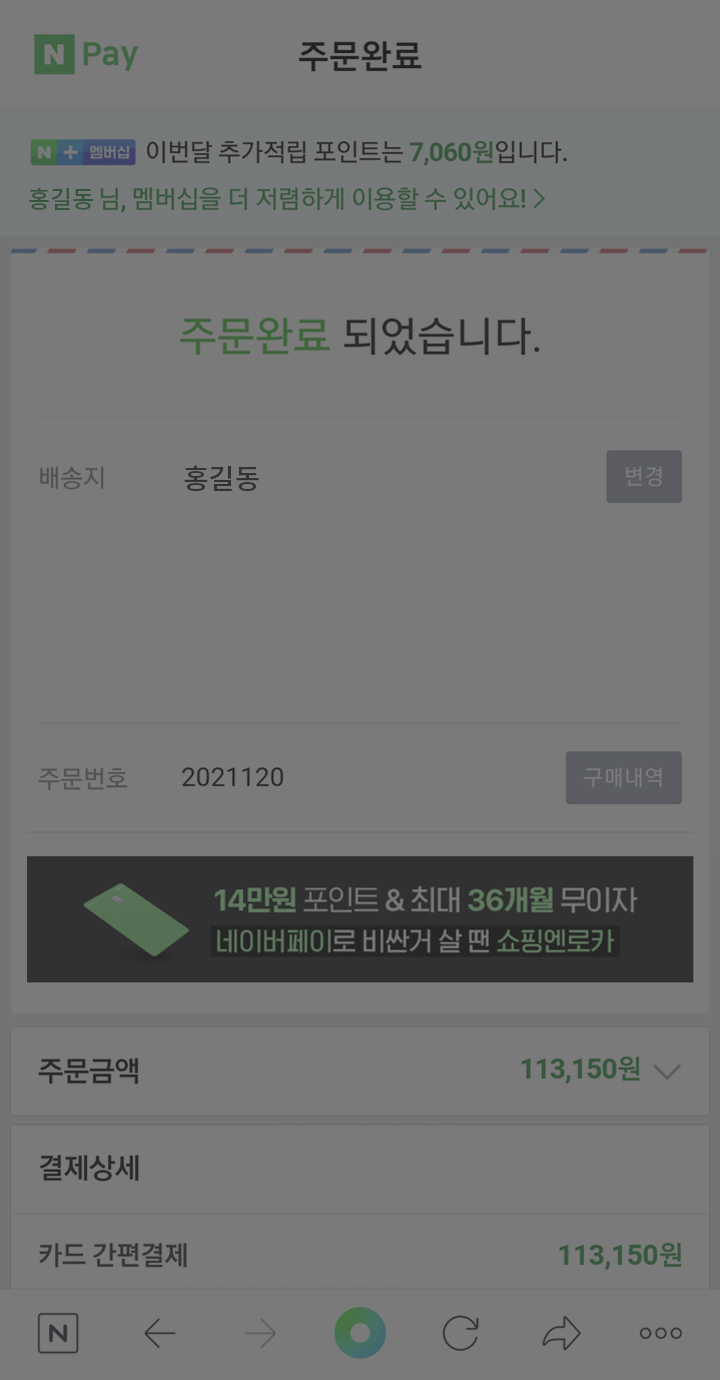 N Pay 주문완료
N + 멤버십 이번달 추가적립 포인트는 7,060원입니다.
홍길동 님, 멤버십을 더 저렴하게 이용할 수 있어요! >
주문완료 되었습니다.
배송지 홍길동 변경
주문번호 2021120 구매내역
14만원 포인트 & 최대 36개월 무이자
네이버페이로 비싼거 살 땐 쇼핑엔로카
주문금액 113,150원
결제상세
카드 간편결제 113,150원
N